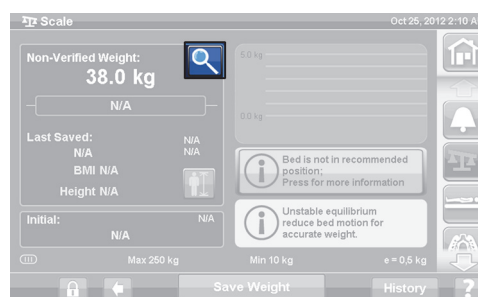 Scale
Oct 25, 2012 2:10 A
Non-Verified Weight:
38.0 kg
N/A
Last Saved:
N/A
N/A
N/A
BMI N/A
Height N/A
Initial:
N/A
N/A
5.0 kg
0.0 kg
Bed is not in recommended
position;
Press for more information
Unstable equilibrium
reduce bed motion for
accurate weight.
Max 250 kg
Min 10 kg
e = 0,5 kg
Save Weight
History
?